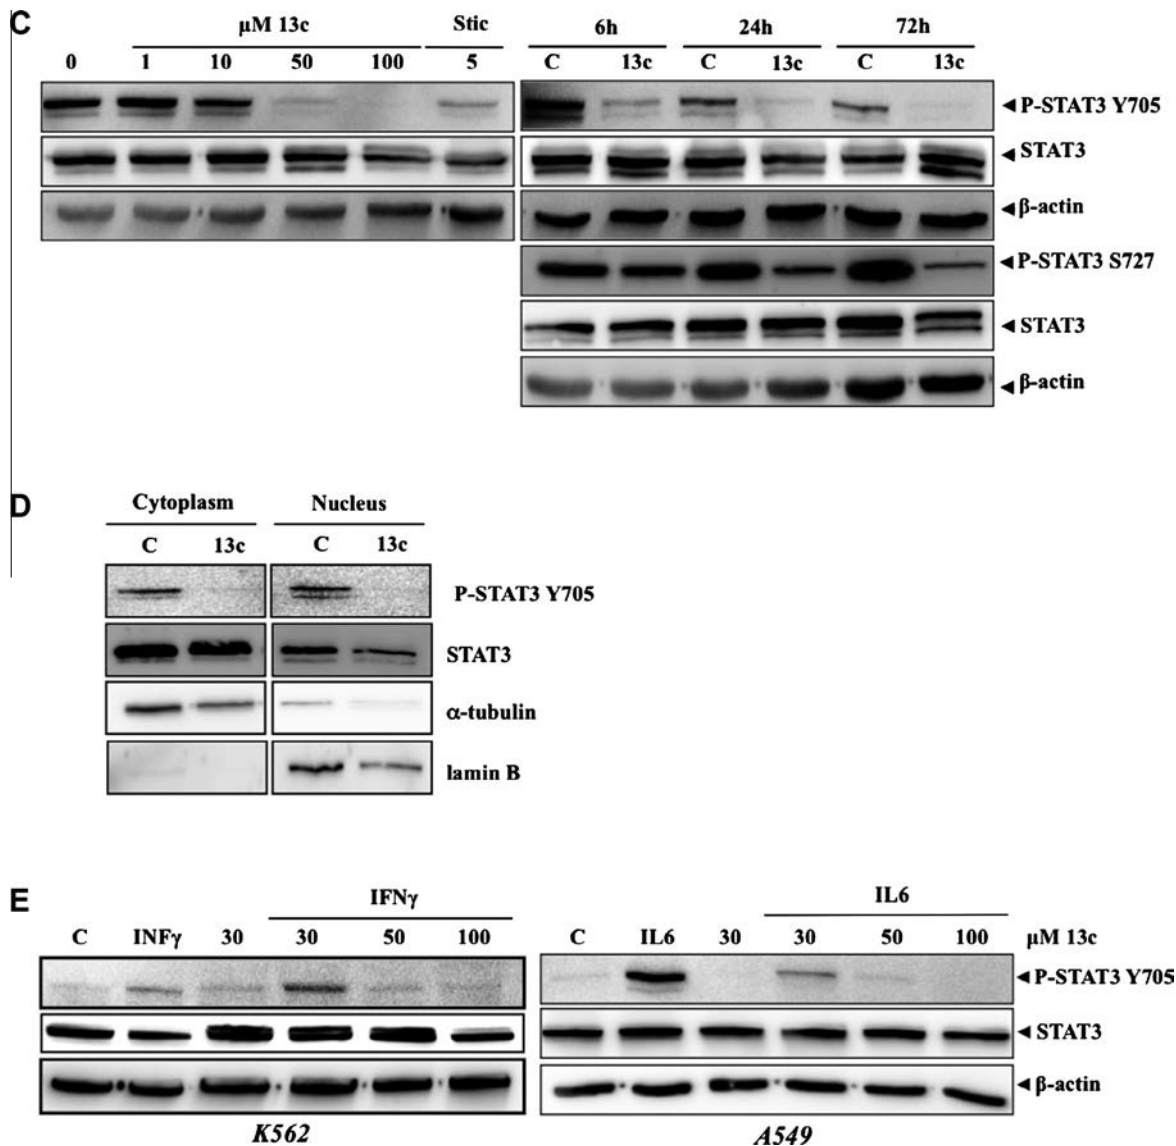 C
μM 13c Stic 6h 24h 72h
0 1 10 50 100 5 C 13c C 13c C 13c
P-STAT3 Y705
STAT3
β-actin
P-STAT3 S727
STAT3
β-actin
D
Cytoplasm Nucleus
C 13c C 13c
P-STAT3 Y705
STAT3
α-tubulin
lamin B
E
IFNγ IL6
C INFγ 30 30 50 100 C IL6 30 30 50 100 μM 13c
P-STAT3 Y705
STAT3
β-actin
K562 A549